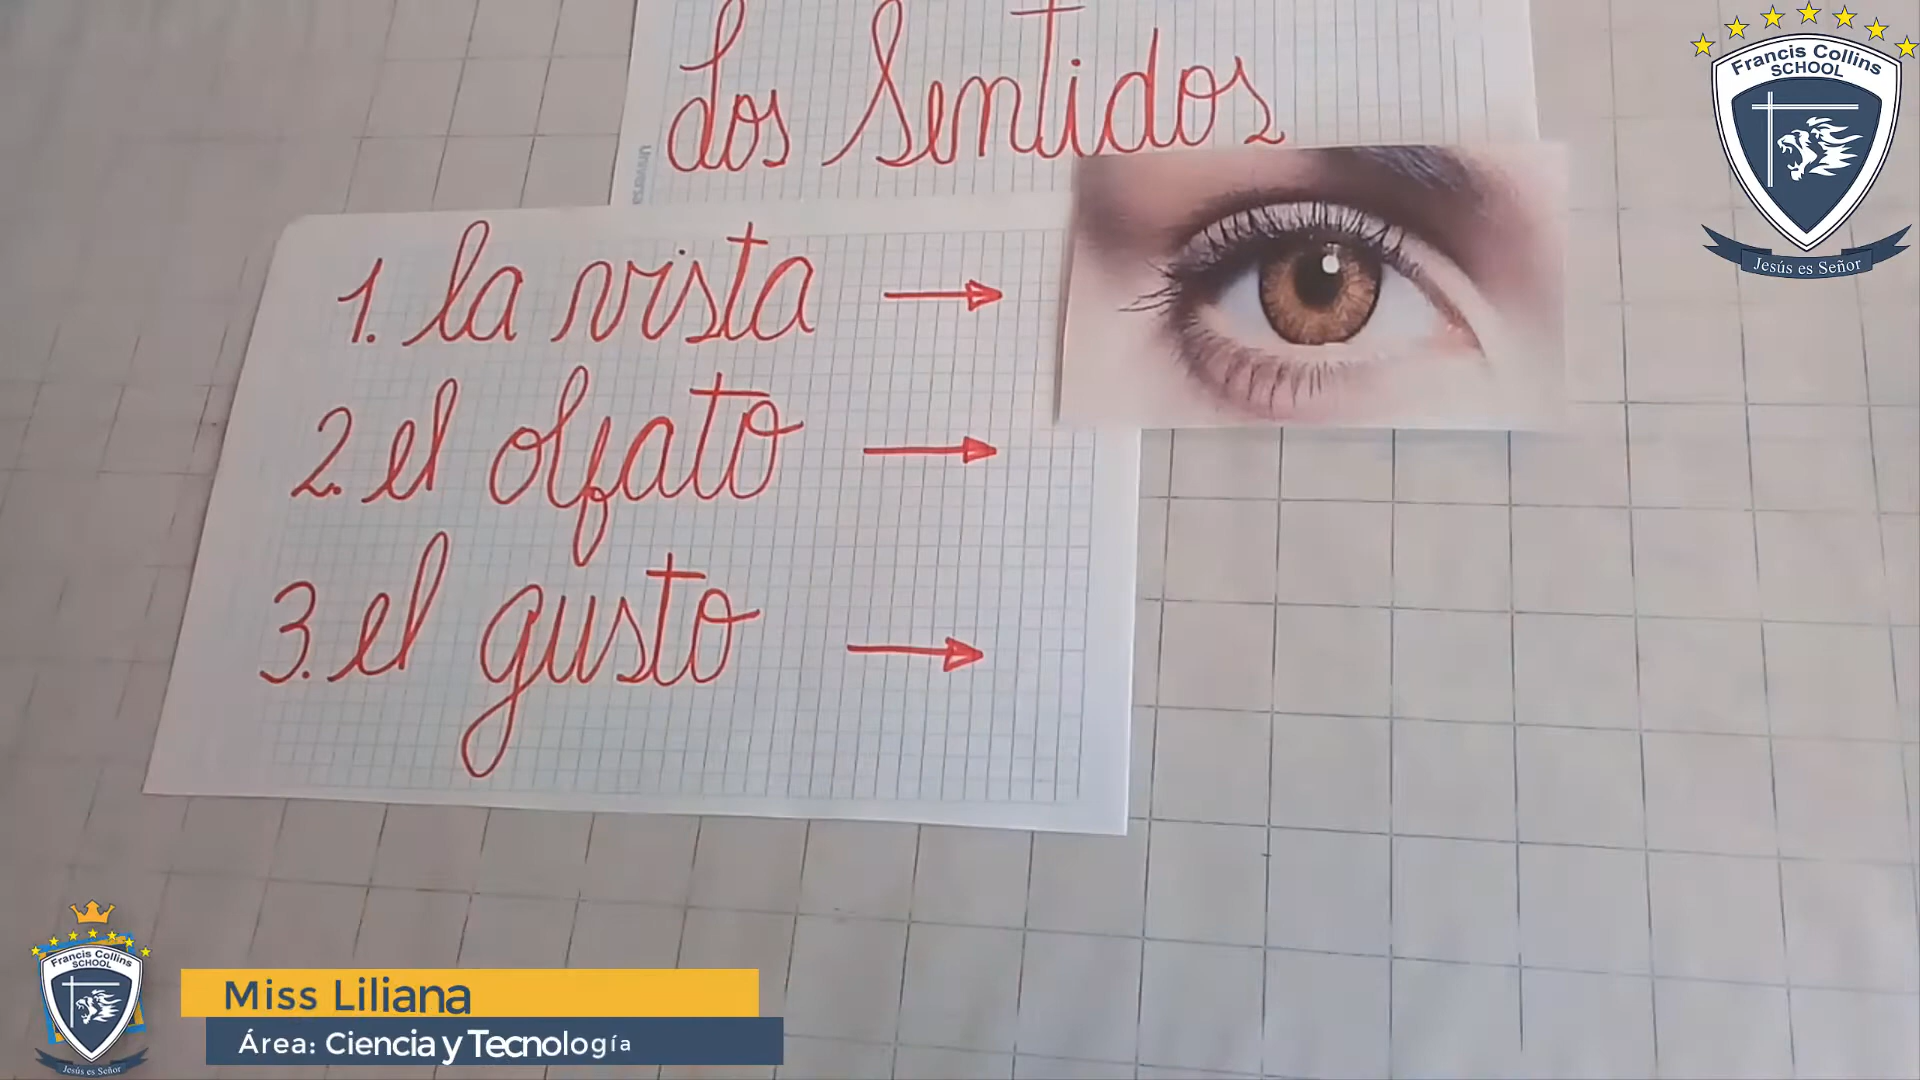 Los Sentidos
Universa
1. la vista
2. el olfato
3. el gusto
Francis Collins
SCHOOL
Jesús es Señor
Francis Collins
SCHOOL
Jesús es Señor
Miss Liliana
Área: Ciencia y Tecnología